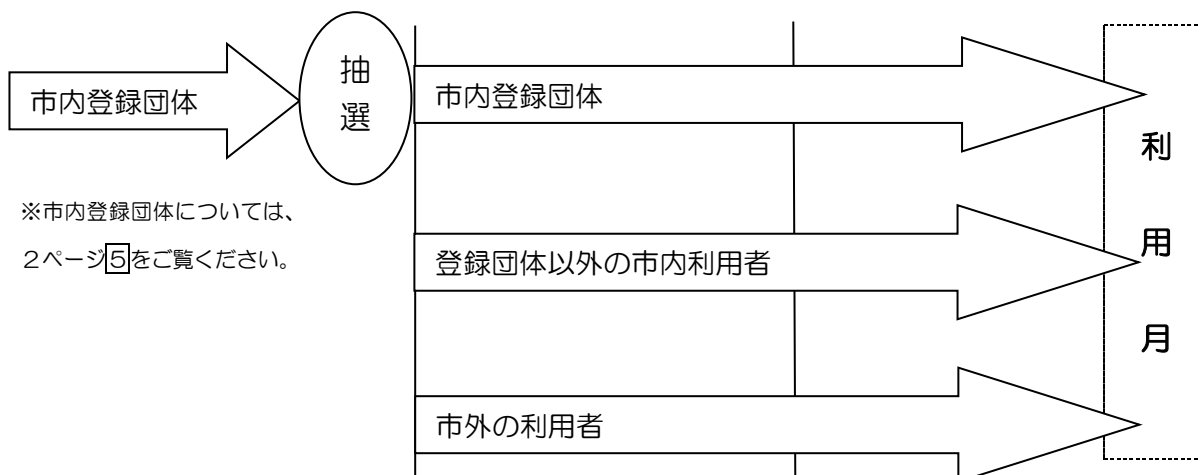 市内登録団体
抽
選
市内登録団体
※市内登録団体については、
2ページ5をご覧ください。
登録団体以外の市内利用者
市外の利用者
利
用
月